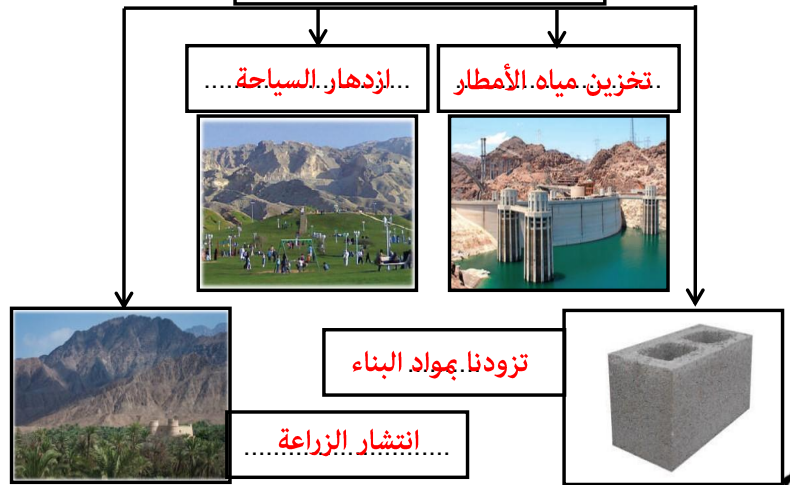 تخزين مياه الأمطار
ازدهار السياحة
تزودنا بمواد البناء
انتشار الزراعة